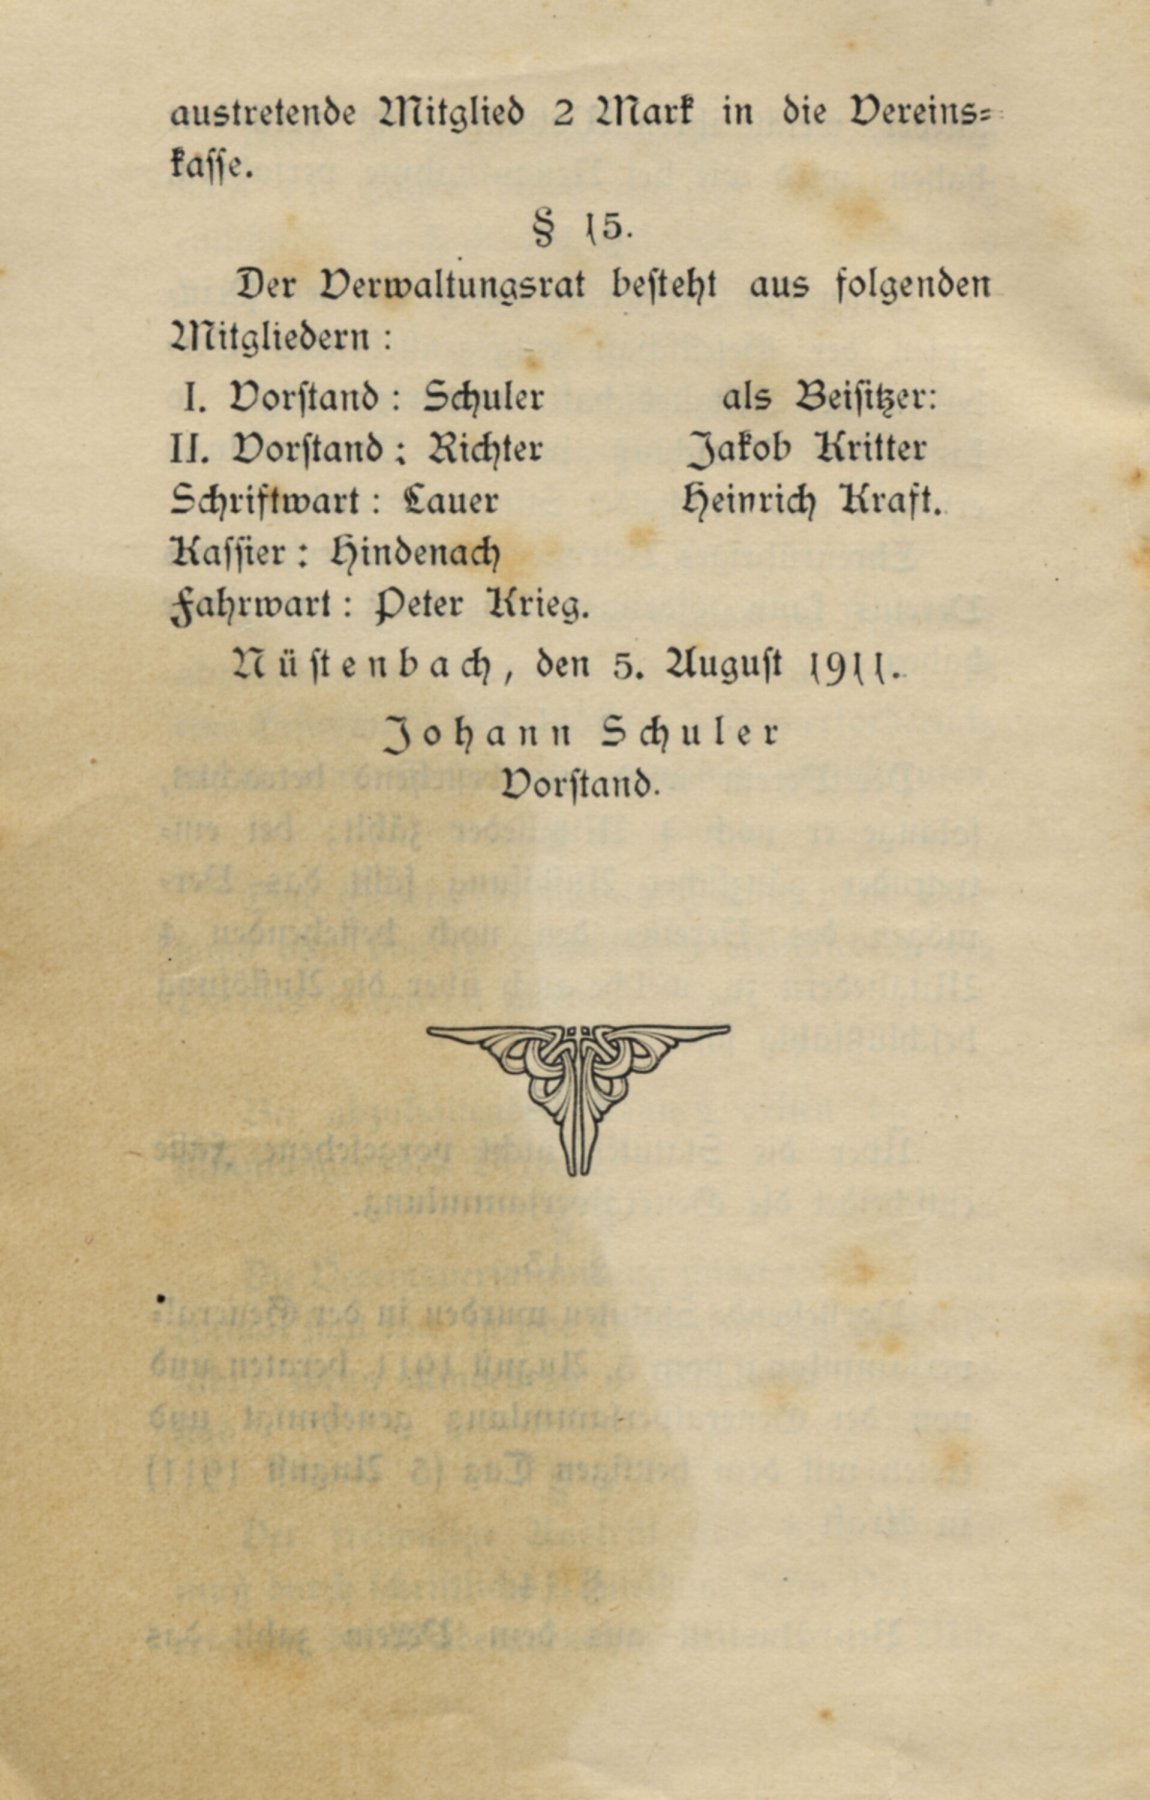 austretende Mitglied 2 Mark in die Vereins-
kasse.
§ 15.
Der Verwaltungsrat besteht aus folgenden
Mitgliedern :
I. Vorstand : Schuler als Beisitzer:
II. Vorstand : Richter Jakob Kritter
Schriftwart : Lauer Heinrich Kraft.
Kassier : Hindenach
Fahrwart : Peter Krieg.
Nüstenbach, den 5. August 1911.
Johann Schuler
Vorstand.